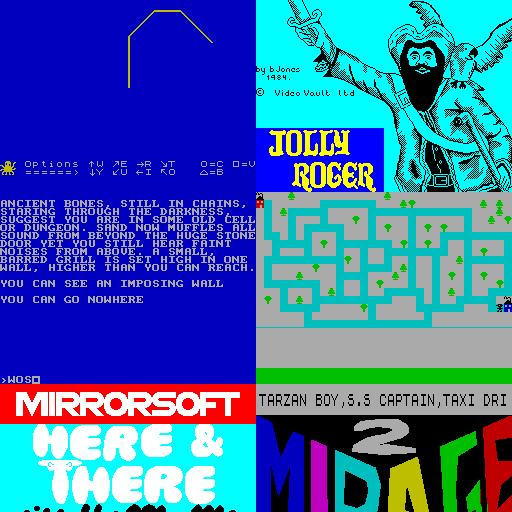 Options ↑W ↗E →R ↘T O=C □=V
======> ↓Y ↙U ←I ↖O △=B
by bJones
1984.
© Video Vault ltd
JOLLY
ROGER
ANCIENT BONES, STILL IN CHAINS,
STARING THROUGH THE DARKNESS,
SUGGEST YOU ARE IN SOME OLD CELL
OR DUNGEON. SAND NOW MUFFLES ALL
SOUND FROM BEYOND THE HUGE STONE
DOOR YET YOU STILL HEAR FAINT
NOISES FROM ABOVE. A SMALL,
BARRED GRILL IS SET HIGH IN ONE
WALL, HIGHER THAN YOU CAN REACH.
YOU CAN SEE AN IMPOSING WALL
YOU CAN GO NOWHERE
>WOS
MIRRORSOFT
HERE &
THERE
TARZAN BOY,S.S CAPTAIN,TAXI DRI
2
MIRAGE